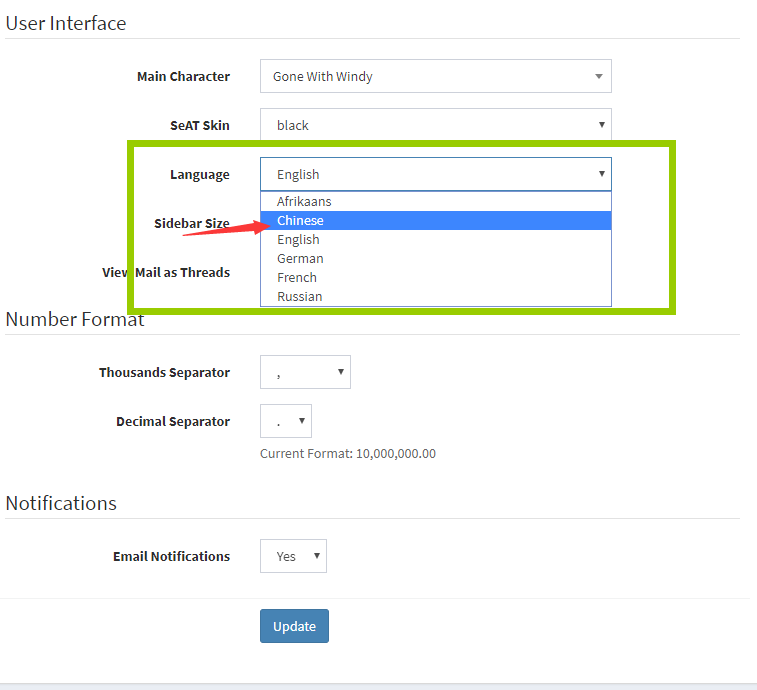 User Interface
Main Character Gone With Windy
SeAT Skin black
Language English
Afrikaans
Sidebar Size Chinese
English
German
View Mail as Threads French
Russian
Number Format
Thousands Separator ,
Decimal Separator .
Current Format: 10,000,000.00
Notifications
Email Notifications Yes
Update